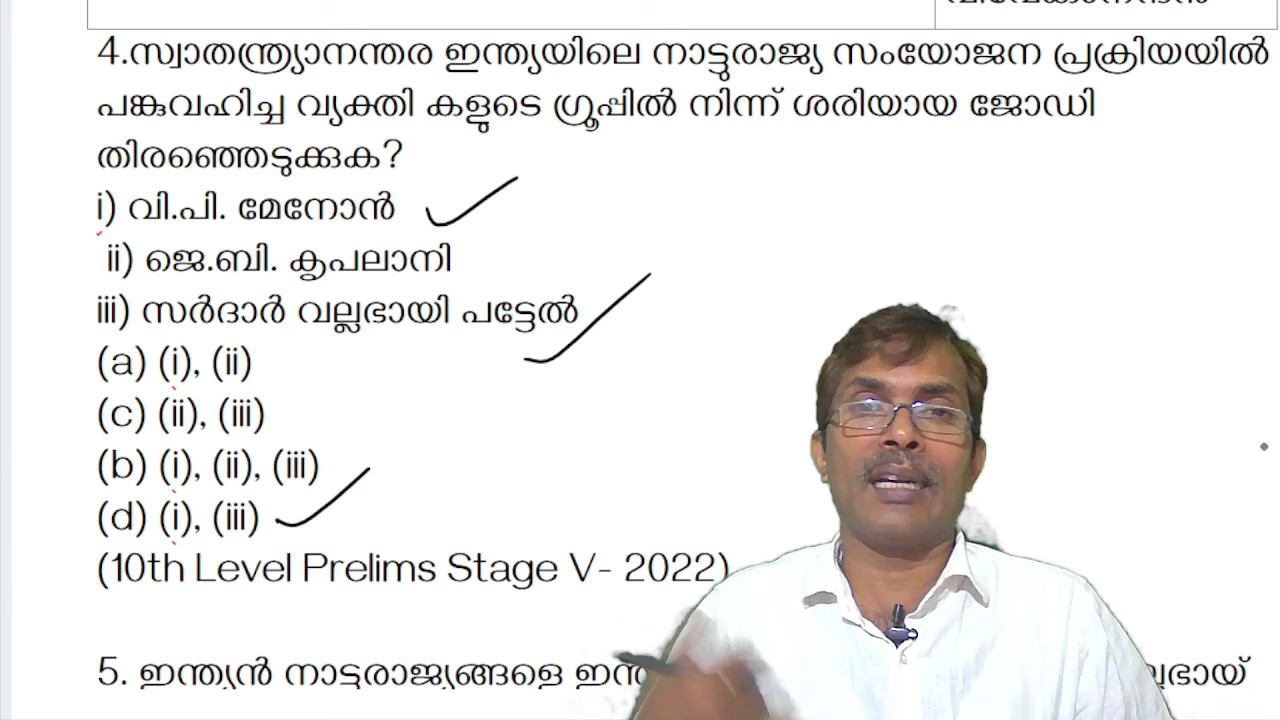 4.സ്വാതന്ത്ര്യാനന്തര ഇന്ത്യയിലെ നാട്ടുരാജ്യ സംയോജന പ്രക്രിയയിൽ
പങ്കുവഹിച്ച വ്യക്തി കളുടെ ഗ്രൂപ്പിൽ നിന്ന് ശരിയായ ജോഡി
തിരഞ്ഞെടുക്കുക?
i) വി.പി. മേനോൻ
ii) ജെ.ബി. കൃപലാനി
iii) സർദാർ വല്ലഭായി പട്ടേൽ
(a) (i), (ii)
(c) (ii), (iii)
(b) (i), (ii), (iii)
(d) (i), (iii)
(10th Level Prelims Stage V- 2022)
5. ഇന്ത്യൻ നാട്ടുരാജ്യങ്ങളെ